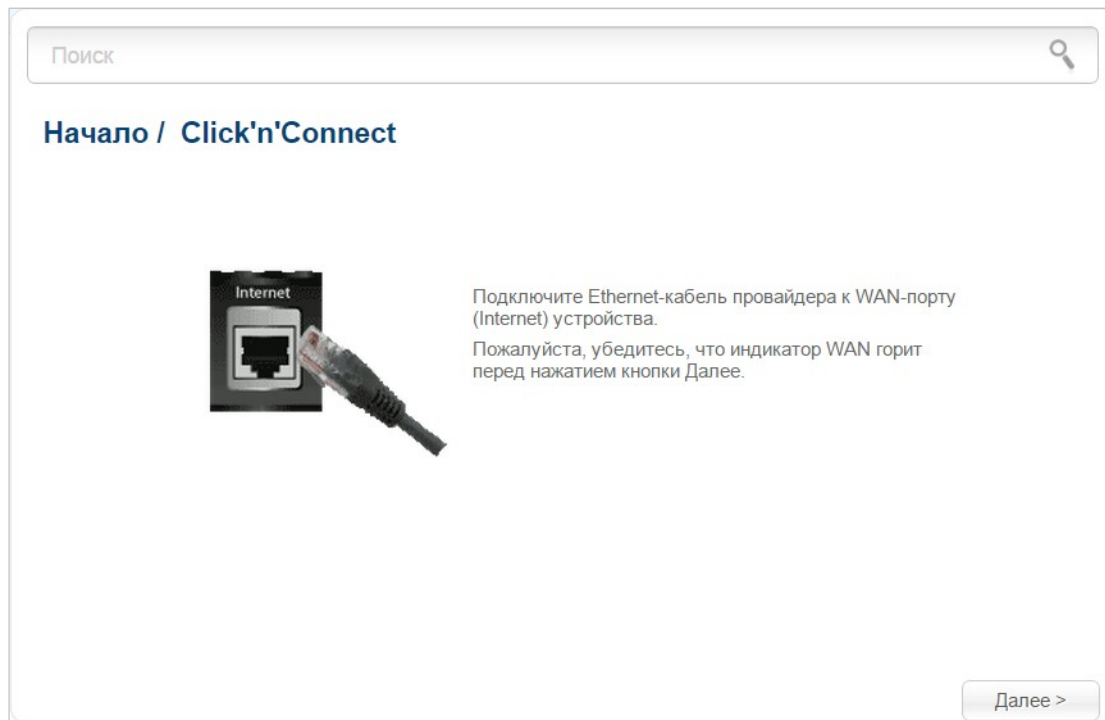 Поиск
Начало / Click'n'Connect
Internet
Подключите Ethernet-кабель провайдера к WAN-порту
(Internet) устройства.
Пожалуйста, убедитесь, что индикатор WAN горит
перед нажатием кнопки Далее.
Далее >